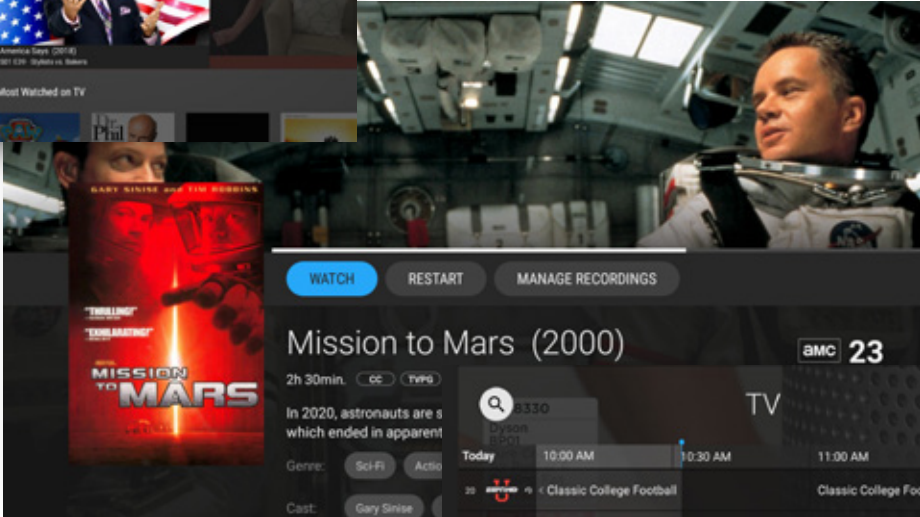 America Says (2018)
S01 E39 · Stylists vs. Bakers
Most Watched on TV
Phil
GARY SINISE and TIM ROBBINS
"THRILLING!"
"EXHILARATING!"
MISSION
TO MARS
WATCH
RESTART
MANAGE RECORDINGS
Mission to Mars (2000)
aMC 23
2h 30min.
CC
TVPG
In 2020, astronauts are s
which ended in apparent
Genre:
Sci-Fi
Actio
Cast:
Gary Sinise
8330
Dyson
BP01
TV
Today
10:00 AM
10:30 AM
11:00 AM
20
U
‹ Classic College Football
Classic College Foo